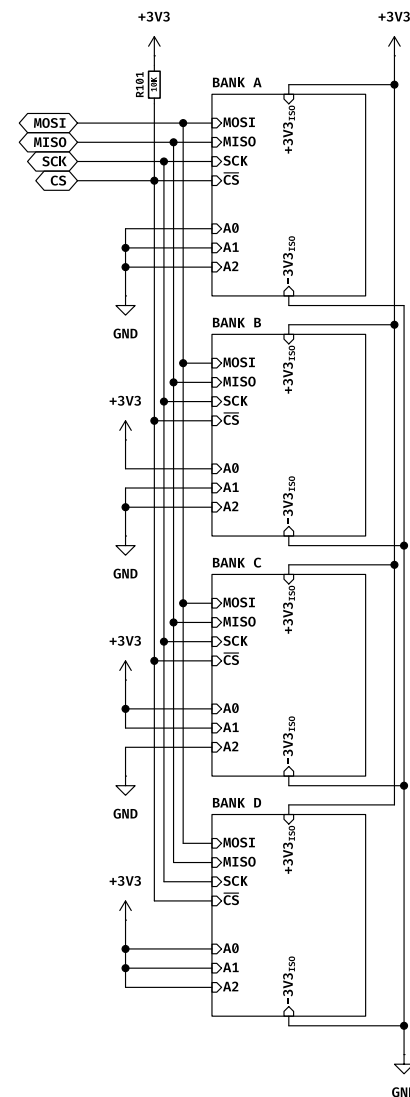 +3V3
+3V3
R101
10K
BANK A
MOSI
MISO
SCK
CS
MOSI
MISO
SCK
CS
A0
A1
A2
+3V3ISO
-3V3ISO
GND
BANK B
MOSI
MISO
SCK
CS
+3V3
A0
A1
A2
+3V3ISO
-3V3ISO
GND
BANK C
MOSI
MISO
SCK
CS
+3V3
A0
A1
A2
+3V3ISO
-3V3ISO
GND
BANK D
MOSI
MISO
SCK
CS
+3V3
A0
A1
A2
+3V3ISO
-3V3ISO
GND